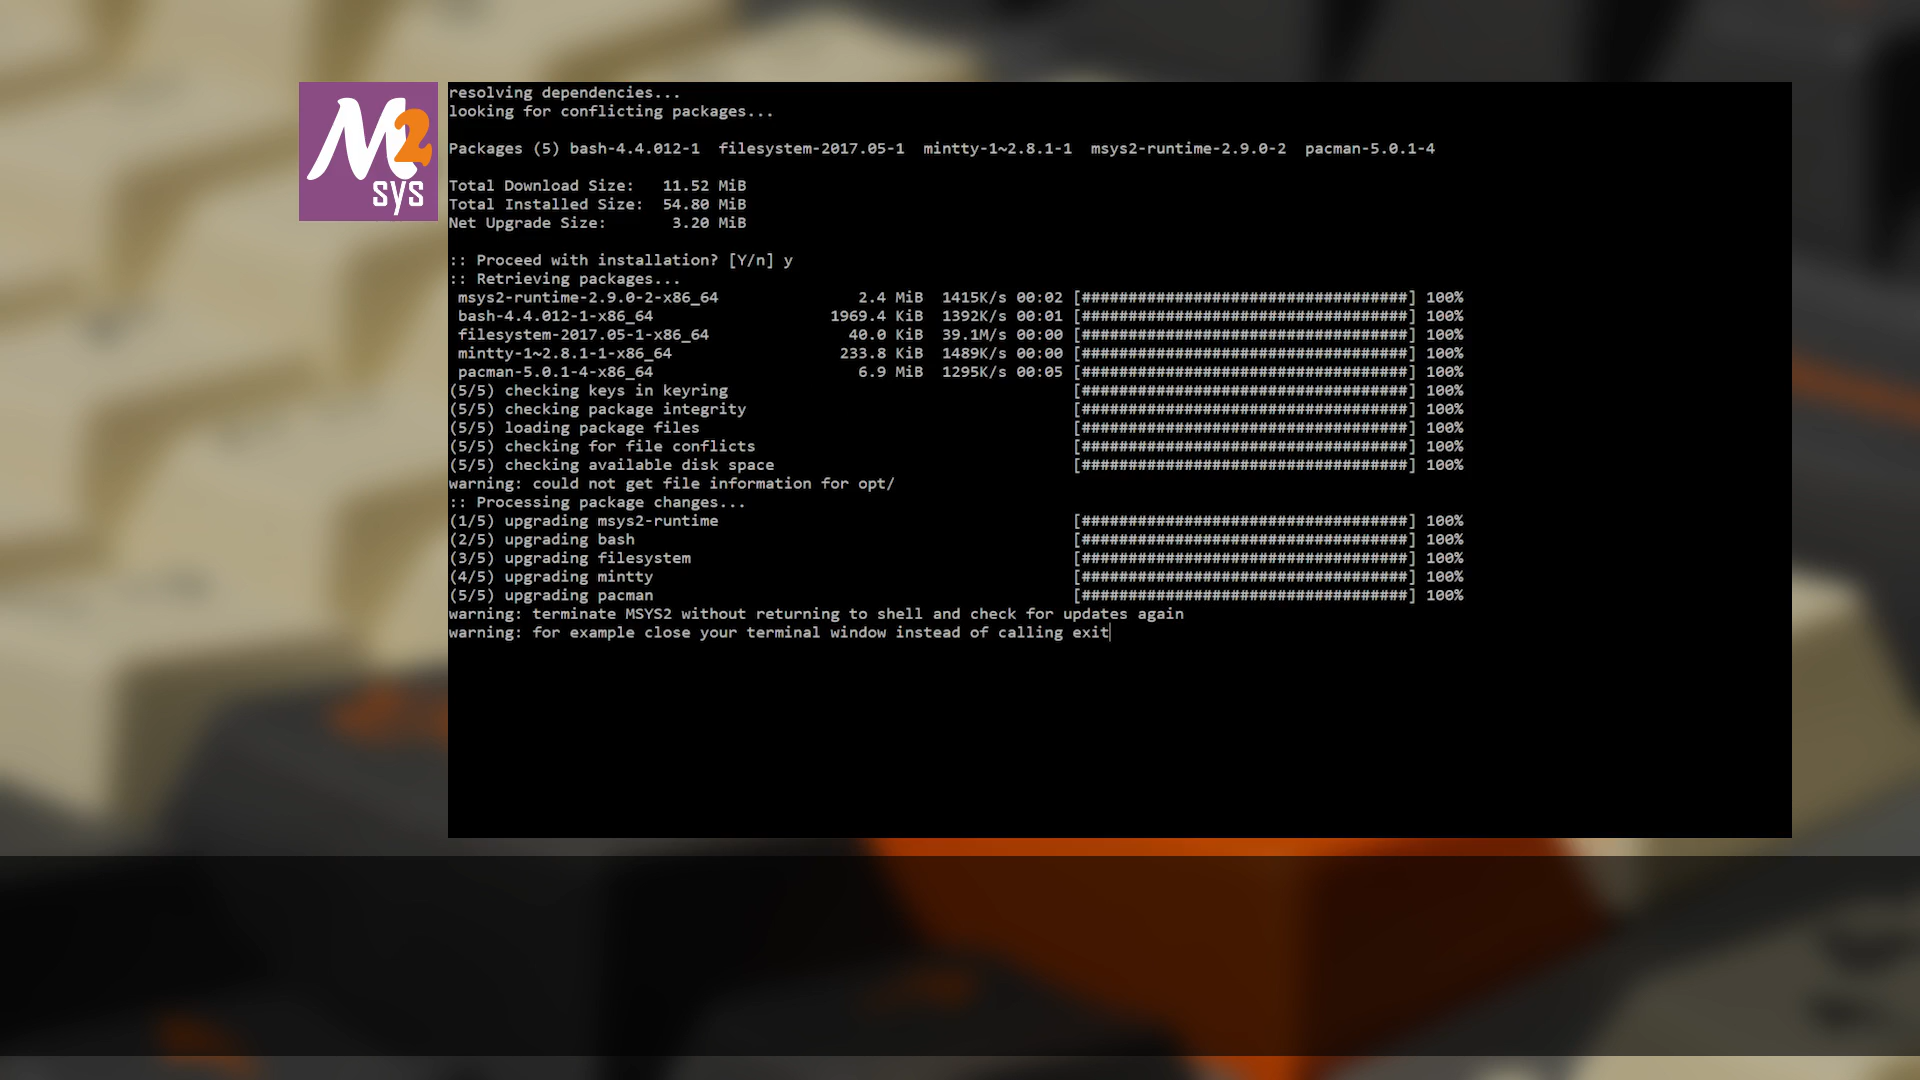 M2
sys
resolving dependencies...
looking for conflicting packages...
Packages (5) bash-4.4.012-1  filesystem-2017.05-1  mintty-1~2.8.1-1  msys2-runtime-2.9.0-2  pacman-5.0.1-4
Total Download Size:   11.52 MiB
Total Installed Size:  54.80 MiB
Net Upgrade Size:       3.20 MiB
:: Proceed with installation? [Y/n] y
:: Retrieving packages...
msys2-runtime-2.9.0-2-x86_64   2.4 MiB  1415K/s 00:02 [###################################] 100%
bash-4.4.012-1-x86_64   1969.4 KiB  1392K/s 00:01 [###################################] 100%
filesystem-2017.05-1-x86_64   40.0 KiB  39.1M/s 00:00 [###################################] 100%
mintty-1~2.8.1-1-x86_64   233.8 KiB  1489K/s 00:00 [###################################] 100%
pacman-5.0.1-4-x86_64   6.9 MiB  1295K/s 00:05 [###################################] 100%
(5/5) checking keys in keyring   [###################################] 100%
(5/5) checking package integrity   [###################################] 100%
(5/5) loading package files   [###################################] 100%
(5/5) checking for file conflicts   [###################################] 100%
(5/5) checking available disk space   [###################################] 100%
warning: could not get file information for opt/
:: Processing package changes...
(1/5) upgrading msys2-runtime   [###################################] 100%
(2/5) upgrading bash   [###################################] 100%
(3/5) upgrading filesystem   [###################################] 100%
(4/5) upgrading mintty   [###################################] 100%
(5/5) upgrading pacman   [###################################] 100%
warning: terminate MSYS2 without returning to shell and check for updates again
warning: for example close your terminal window instead of calling exit